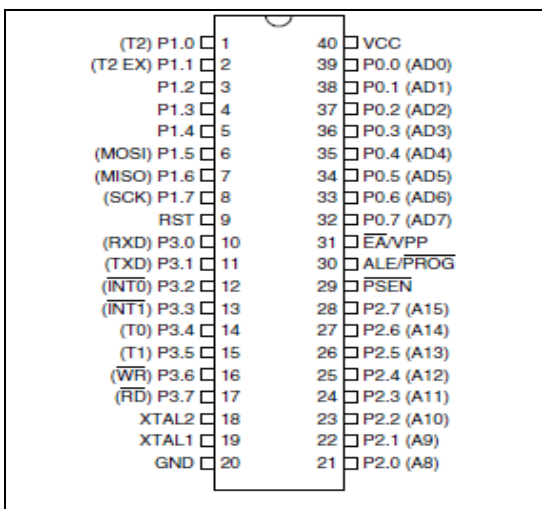 (T2) P1.0 1 40 VCC
(T2 EX) P1.1 2 39 P0.0 (AD0)
P1.2 3 38 P0.1 (AD1)
P1.3 4 37 P0.2 (AD2)
P1.4 5 36 P0.3 (AD3)
(MOSI) P1.5 6 35 P0.4 (AD4)
(MISO) P1.6 7 34 P0.5 (AD5)
(SCK) P1.7 8 33 P0.6 (AD6)
RST 9 32 P0.7 (AD7)
(RXD) P3.0 10 31 E̅A̅/VPP
(TXD) P3.1 11 30 ALE/P̅R̅O̅G̅
(I̅N̅T̅0̅) P3.2 12 29 P̅S̅E̅N̅
(I̅N̅T̅1̅) P3.3 13 28 P2.7 (A15)
(T0) P3.4 14 27 P2.6 (A14)
(T1) P3.5 15 26 P2.5 (A13)
(W̅R̅) P3.6 16 25 P2.4 (A12)
(R̅D̅) P3.7 17 24 P2.3 (A11)
XTAL2 18 23 P2.2 (A10)
XTAL1 19 22 P2.1 (A9)
GND 20 21 P2.0 (A8)